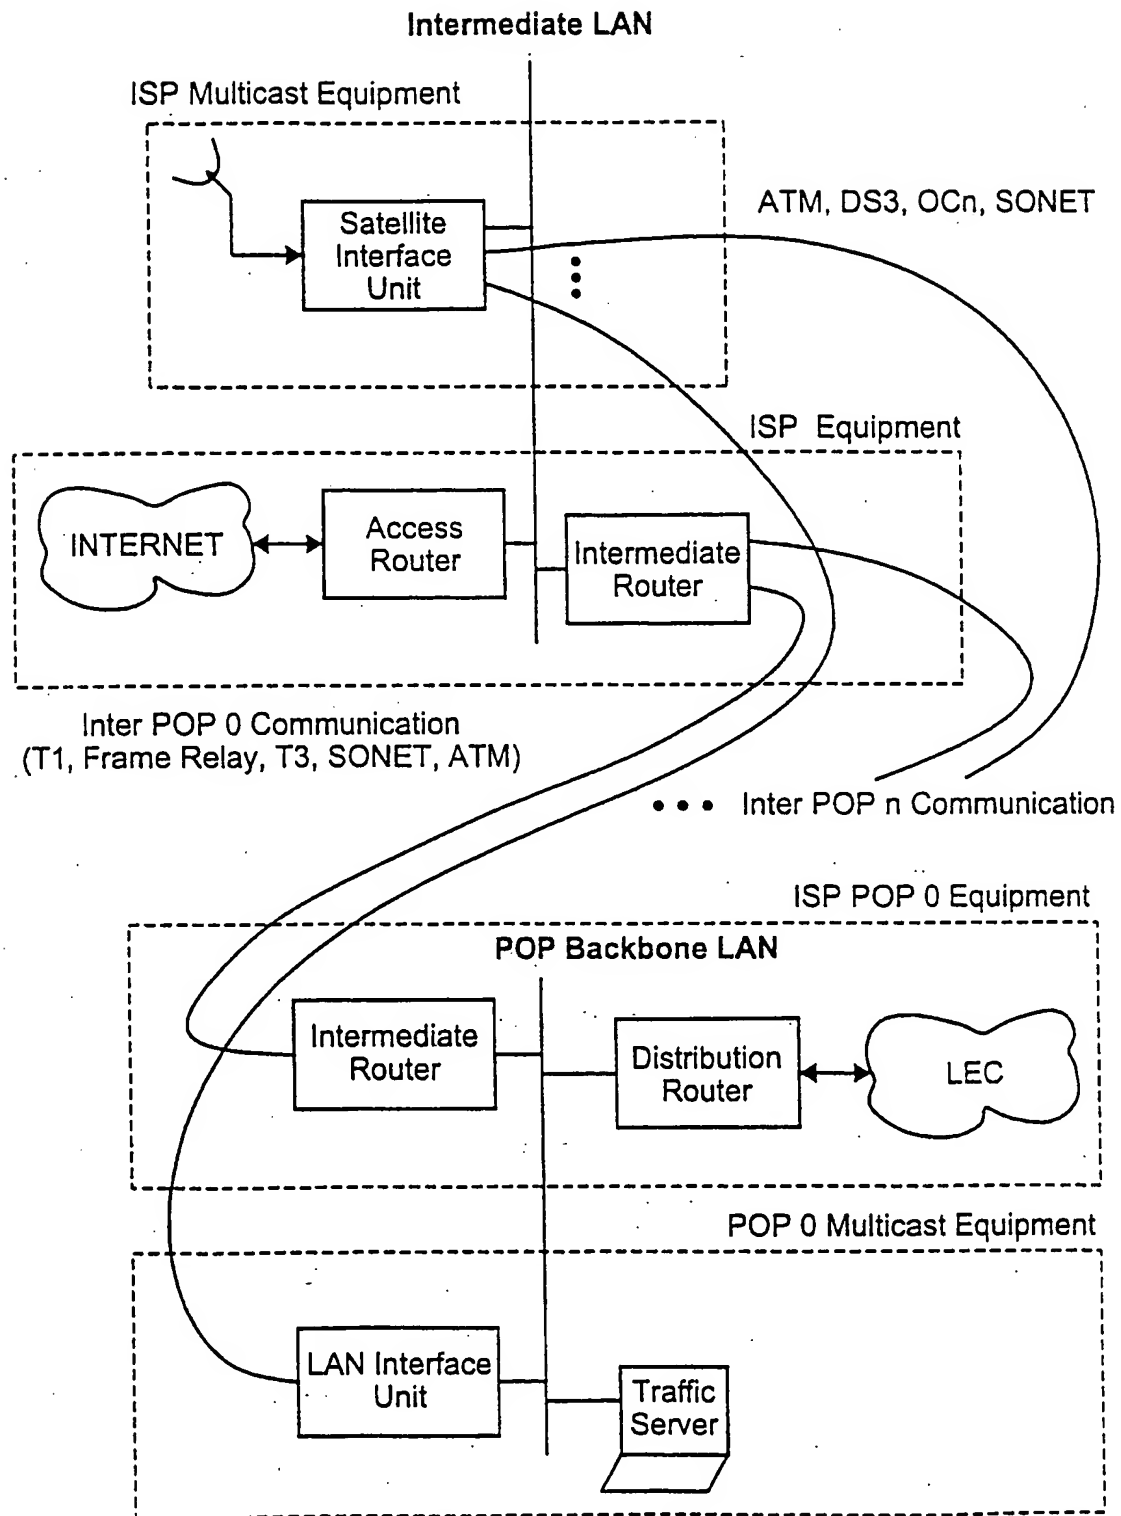 Intermediate LAN
ISP Multicast Equipment
Satellite
Interface
Unit
ATM, DS3, OCn, SONET
ISP Equipment
INTERNET
Access
Router
Intermediate
Router
Inter POP 0 Communication
(T1, Frame Relay, T3, SONET, ATM)
Inter POP n Communication
ISP POP 0 Equipment
POP Backbone LAN
Intermediate
Router
Distribution
Router
LEC
POP 0 Multicast Equipment
LAN Interface
Unit
Traffic
Server